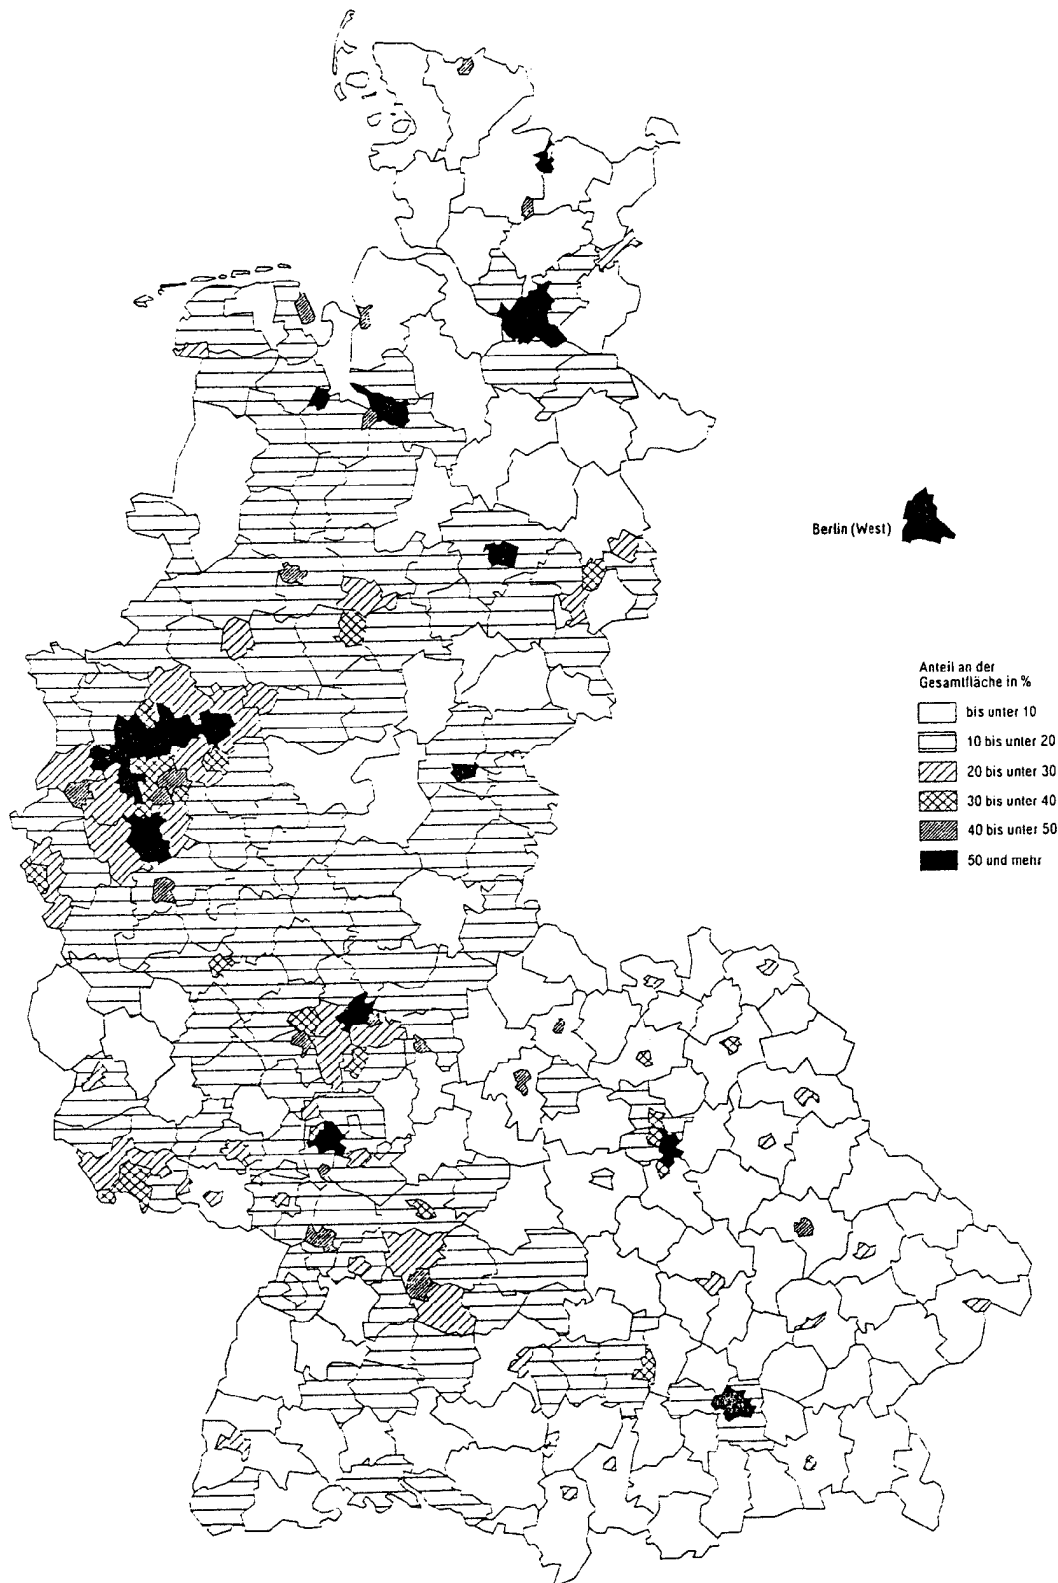 Berlin (West)
Anteil an der
Gesamtfläche in %
bis unter 10
10 bis unter 20
20 bis unter 30
30 bis unter 40
40 bis unter 50
50 und mehr